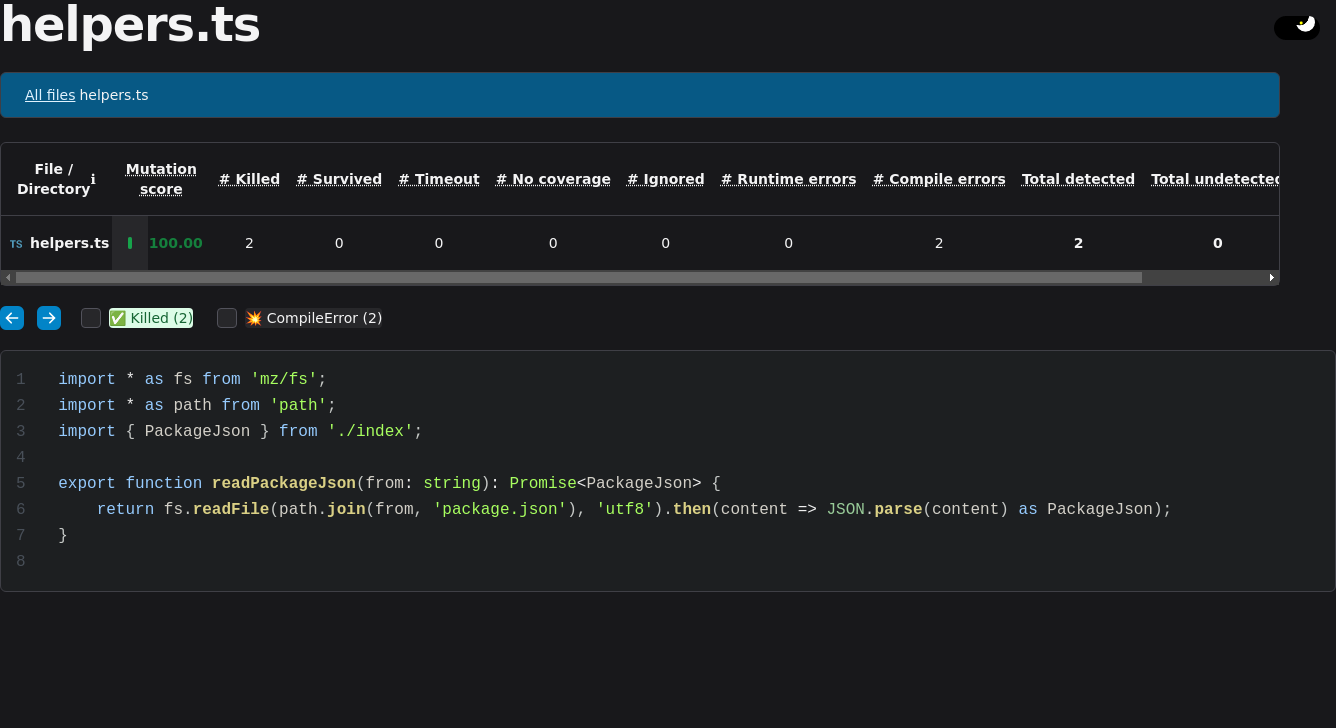 helpers.ts
All files helpers.ts
File / Directory ℹ Mutation score # Killed # Survived # Timeout # No coverage # Ignored # Runtime errors # Compile errors Total detected Total undetected
TS helpers.ts 100.00 2 0 0 0 0 0 2 2 0
✅ Killed (2) 💥 CompileError (2)
1 import * as fs from 'mz/fs';
2 import * as path from 'path';
3 import { PackageJson } from './index';
4
5 export function readPackageJson(from: string): Promise<PackageJson> {
6     return fs.readFile(path.join(from, 'package.json'), 'utf8').then(content => JSON.parse(content) as PackageJson);
7 }
8